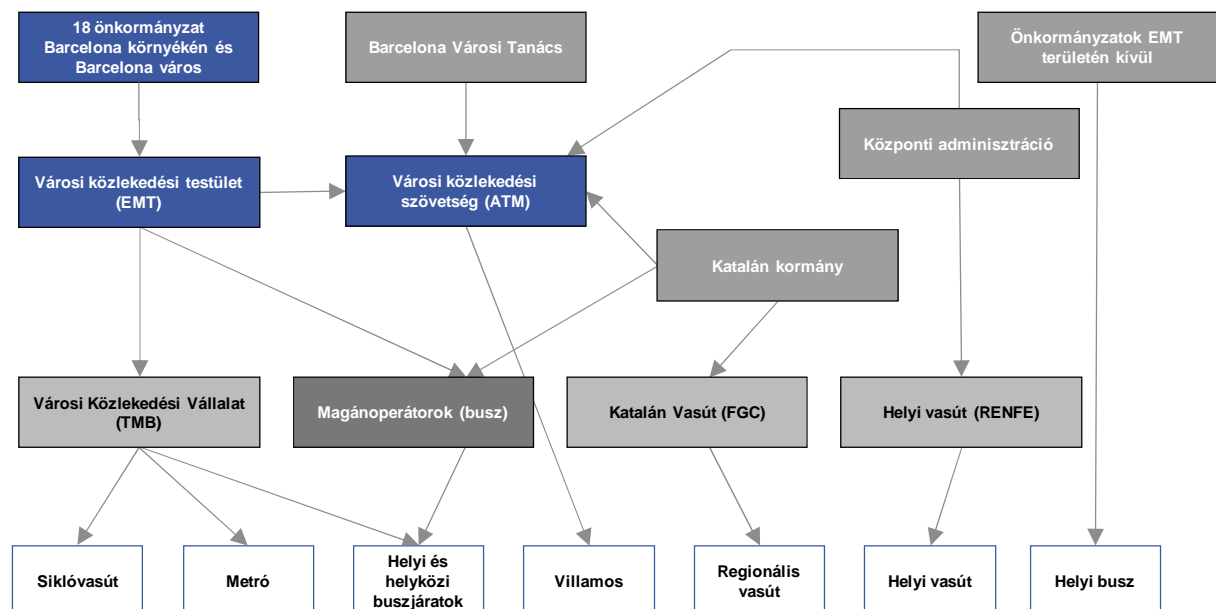 18 önkormányzat
Barcelona környékén és
Barcelona város
Barcelona Városi Tanács
Önkormányzatok EMT
területén kívül
Központi adminisztráció
Városi közlekedési testület
(EMT)
Városi közlekedési
szövetség (ATM)
Katalán kormány
Városi Közlekedési Vállalat
(TMB)
Magánoperátorok (busz)
Katalán Vasút (FGC)
Helyi vasút (RENFE)
Siklóvasút
Metró
Helyi és
helyközi
buszjáratok
Villamos
Regionális
vasút
Helyi vasút
Helyi busz